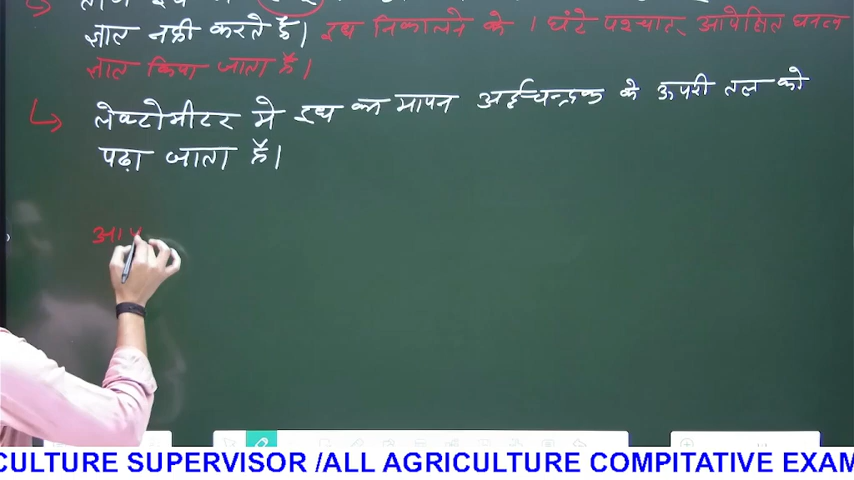 ज्ञात नही करते हैं। दुध निकालने के 1 घंटे पश्चात्, आपेक्षित घनत्व
ज्ञात किया जाता हैं।
↳ लेक्टोमीटर मे दुध का मापन अर्द्धचन्द्रक के ऊपरी तल को
पढ़ा जाता हैं।
CULTURE SUPERVISOR /ALL AGRICULTURE COMPITATIVE EXAM